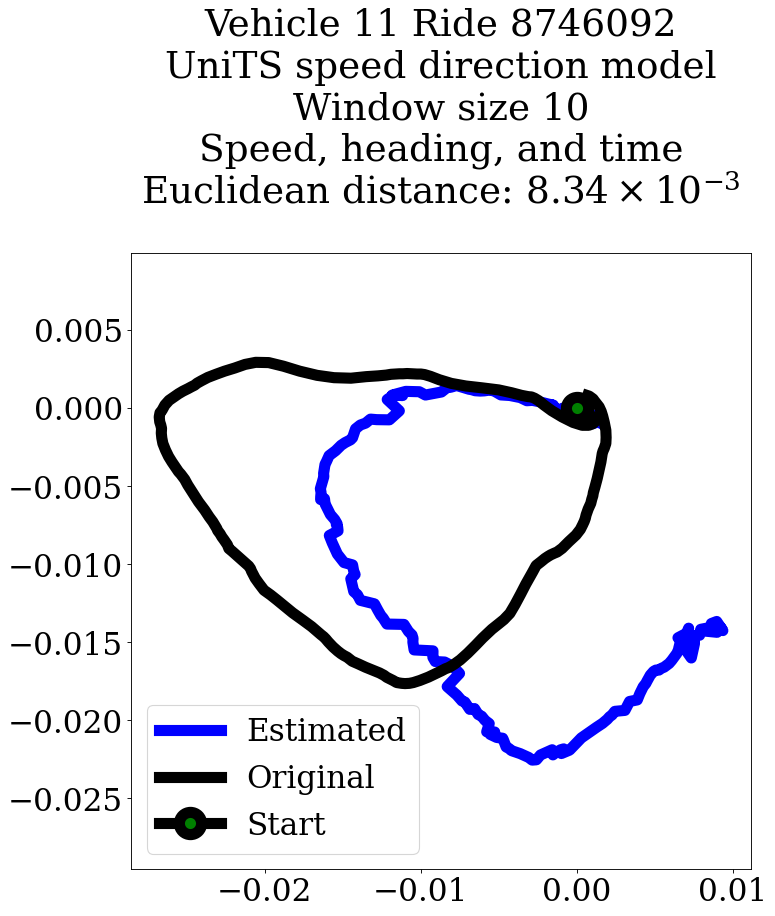 Vehicle 11 Ride 8746092
UniTS speed direction model
Window size 10
Speed, heading, and time
Euclidean distance: 8.34 × 10⁻³
0.005
0.000
−0.005
−0.010
−0.015
−0.020
−0.025
Estimated
Original
Start
−0.02
−0.01
0.00
0.01